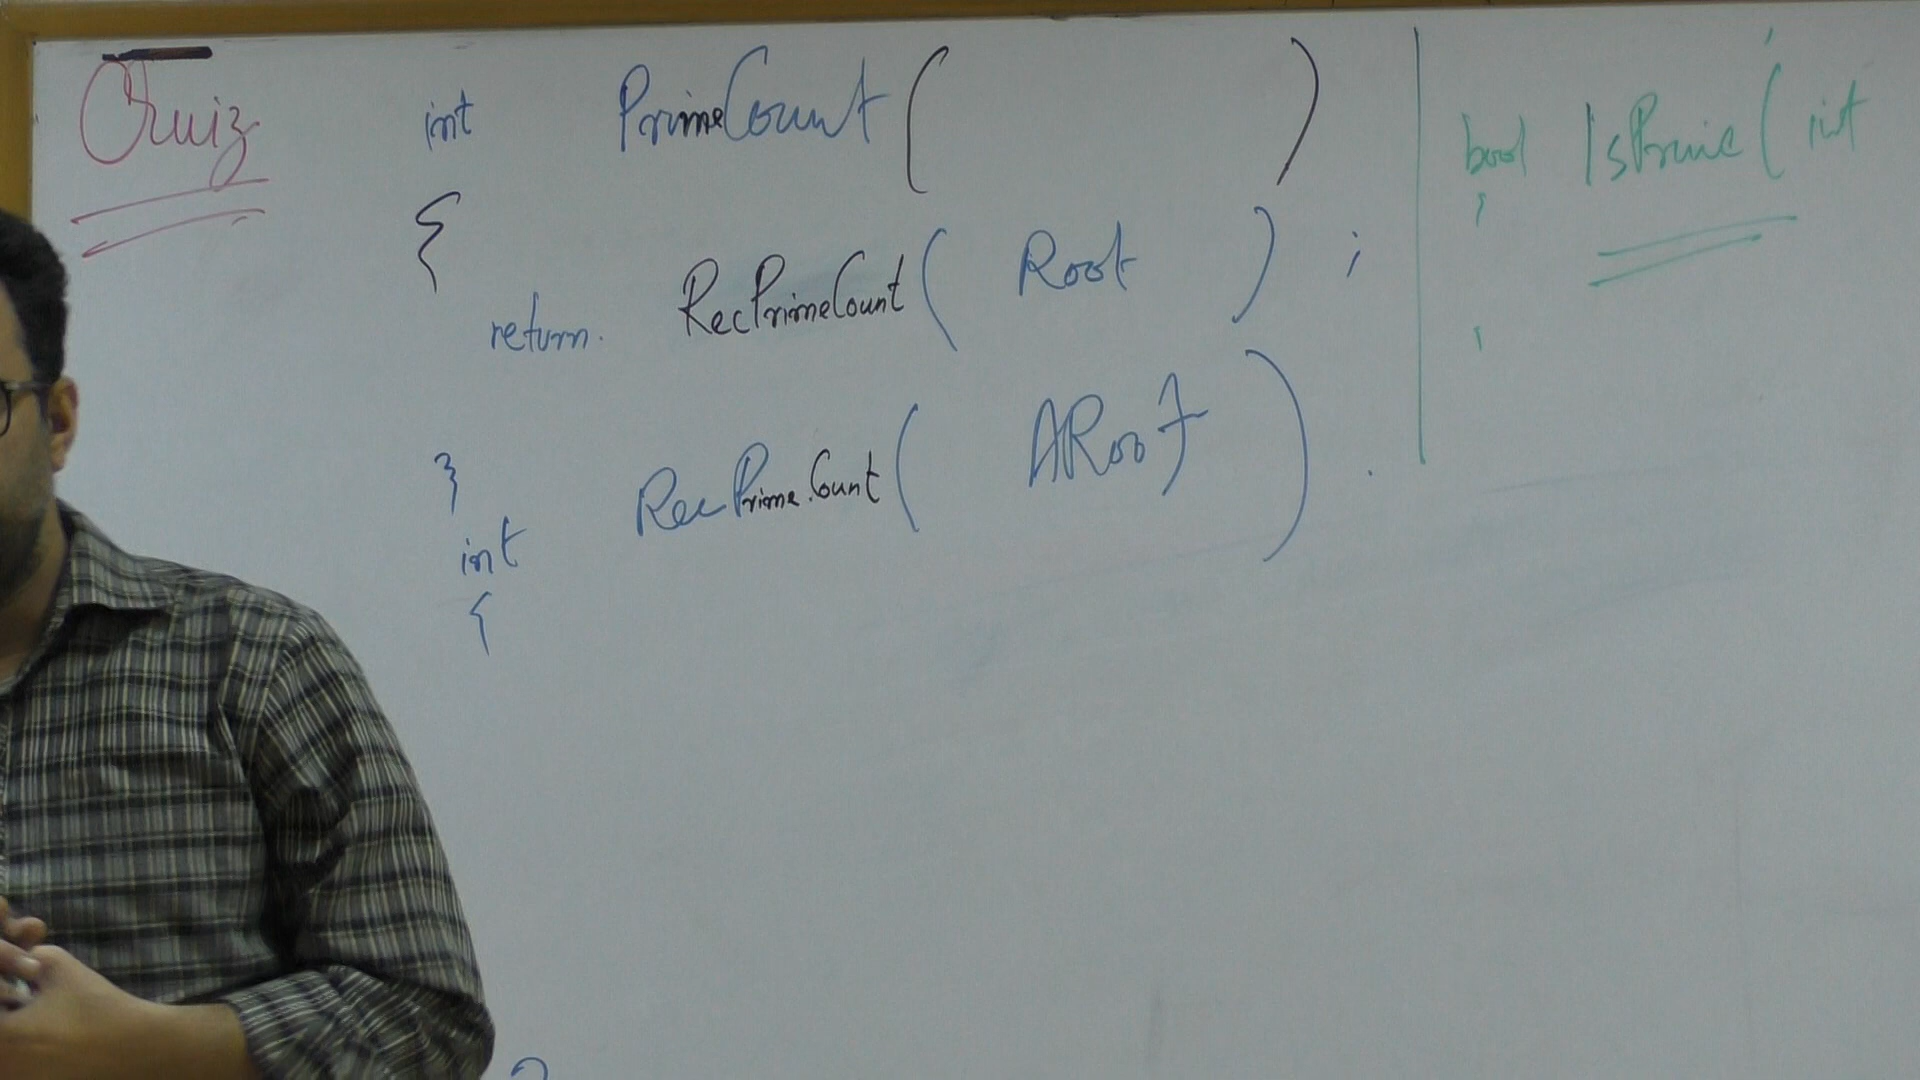 Quiz
int PrimeCount( )
{
return. RecPrimeCount( Root ) ;
}
int RecPrimeCount( ARoot ) .
{
bool IsPrime( int